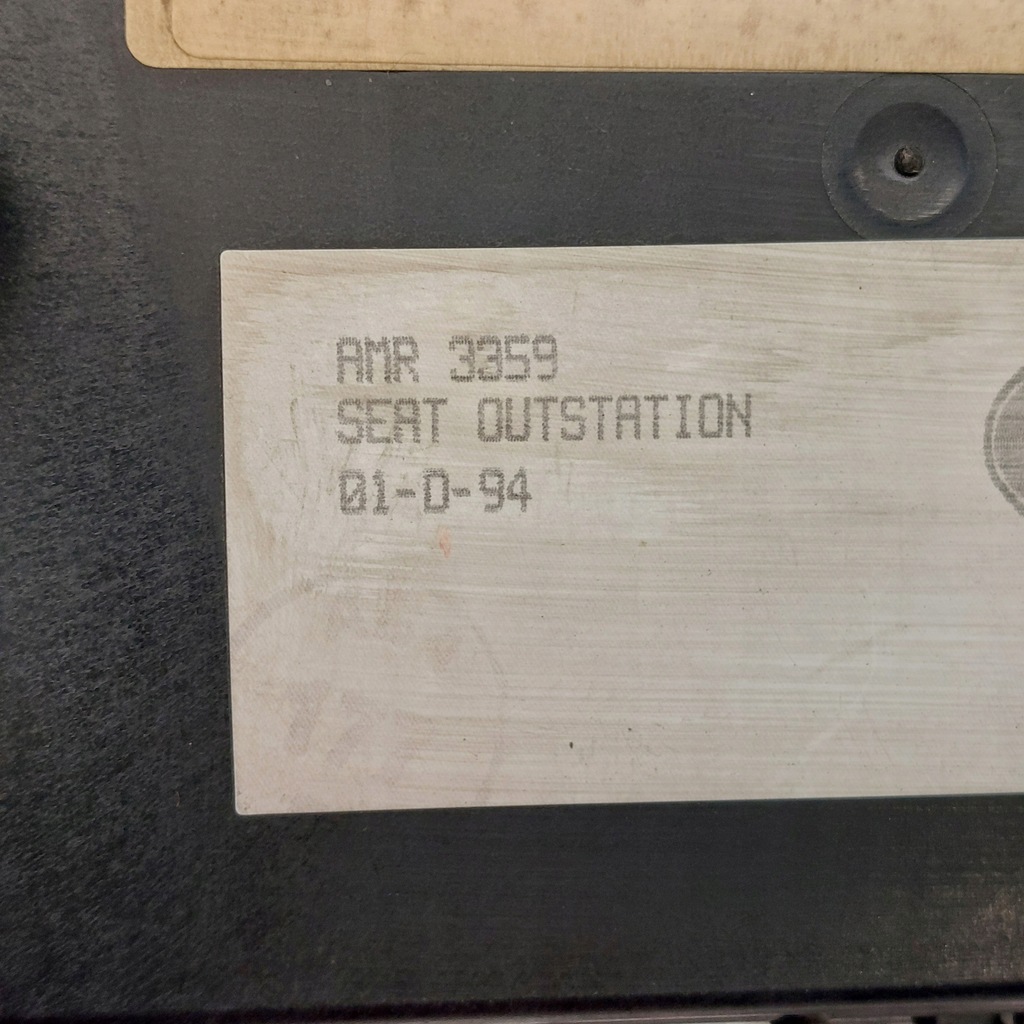 AMR 3359
SEAT OUTSTATION
01-D-94